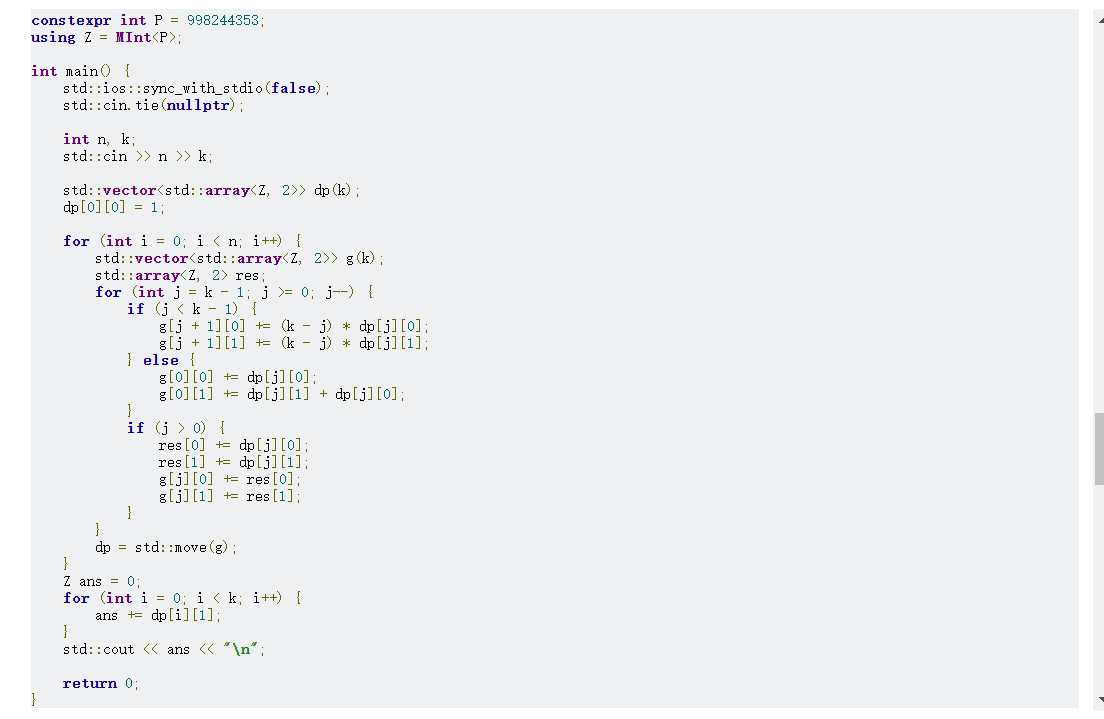 constexpr int P = 998244353;
using Z = MInt<P>;

int main() {
    std::ios::sync_with_stdio(false);
    std::cin.tie(nullptr);

    int n, k;
    std::cin >> n >> k;

    std::vector<std::array<Z, 2>> dp(k);
    dp[0][0] = 1;

    for (int i = 0; i < n; i++) {
        std::vector<std::array<Z, 2>> g(k);
        std::array<Z, 2> res;
        for (int j = k - 1; j >= 0; j--) {
            if (j < k - 1) {
                g[j + 1][0] += (k - j) * dp[j][0];
                g[j + 1][1] += (k - j) * dp[j][1];
            } else {
                g[0][0] += dp[j][0];
                g[0][1] += dp[j][1] + dp[j][0];
            }
            if (j > 0) {
                res[0] += dp[j][0];
                res[1] += dp[j][1];
                g[j][0] += res[0];
                g[j][1] += res[1];
            }
        }
        dp = std::move(g);
    }
    Z ans = 0;
    for (int i = 0; i < k; i++) {
        ans += dp[i][1];
    }
    std::cout << ans << "\n";

    return 0;
}